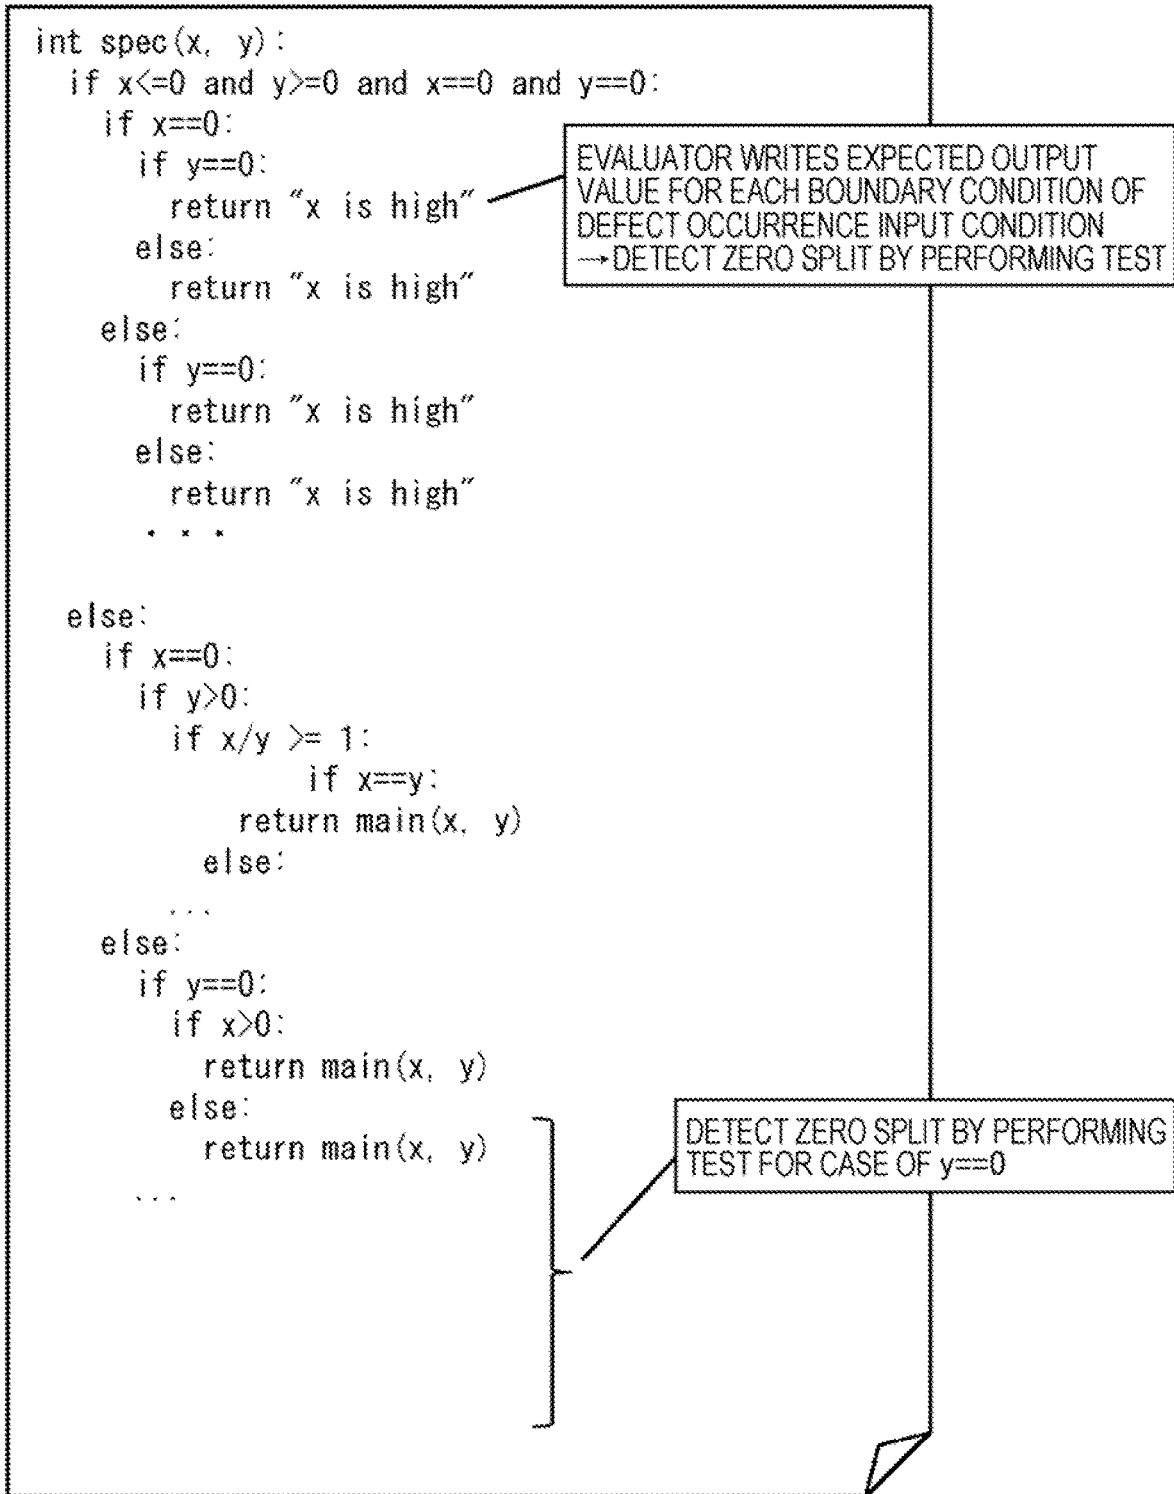 int spec(x, y):
if x<=0 and y>=0 and x==0 and y==0:
if x==0:
if y==0:
return "x is high"
else:
return "x is high"
else:
if y==0:
return "x is high"
else:
return "x is high"
. . .
else:
if x==0:
if y>0:
if x/y >= 1:
if x==y:
return main(x, y)
else:
...
else:
if y==0:
if x>0:
return main(x, y)
else:
return main(x, y)
...
EVALUATOR WRITES EXPECTED OUTPUT
VALUE FOR EACH BOUNDARY CONDITION OF
DEFECT OCCURRENCE INPUT CONDITION
→DETECT ZERO SPLIT BY PERFORMING TEST
DETECT ZERO SPLIT BY PERFORMING
TEST FOR CASE OF y==0